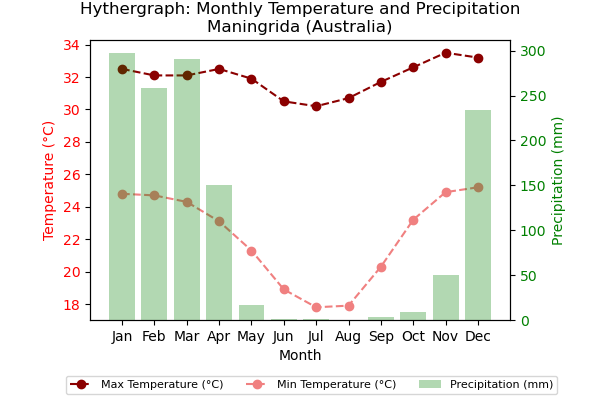 Hythergraph: Monthly Temperature and Precipitation
Maningrida (Australia)
Temperature (°C)
34
32
30
28
26
24
22
20
18
300
250
200
150
100
50
0
Precipitation (mm)
Jan Feb Mar Apr May Jun Jul Aug Sep Oct Nov Dec
Month
Max Temperature (°C) Min Temperature (°C) Precipitation (mm)